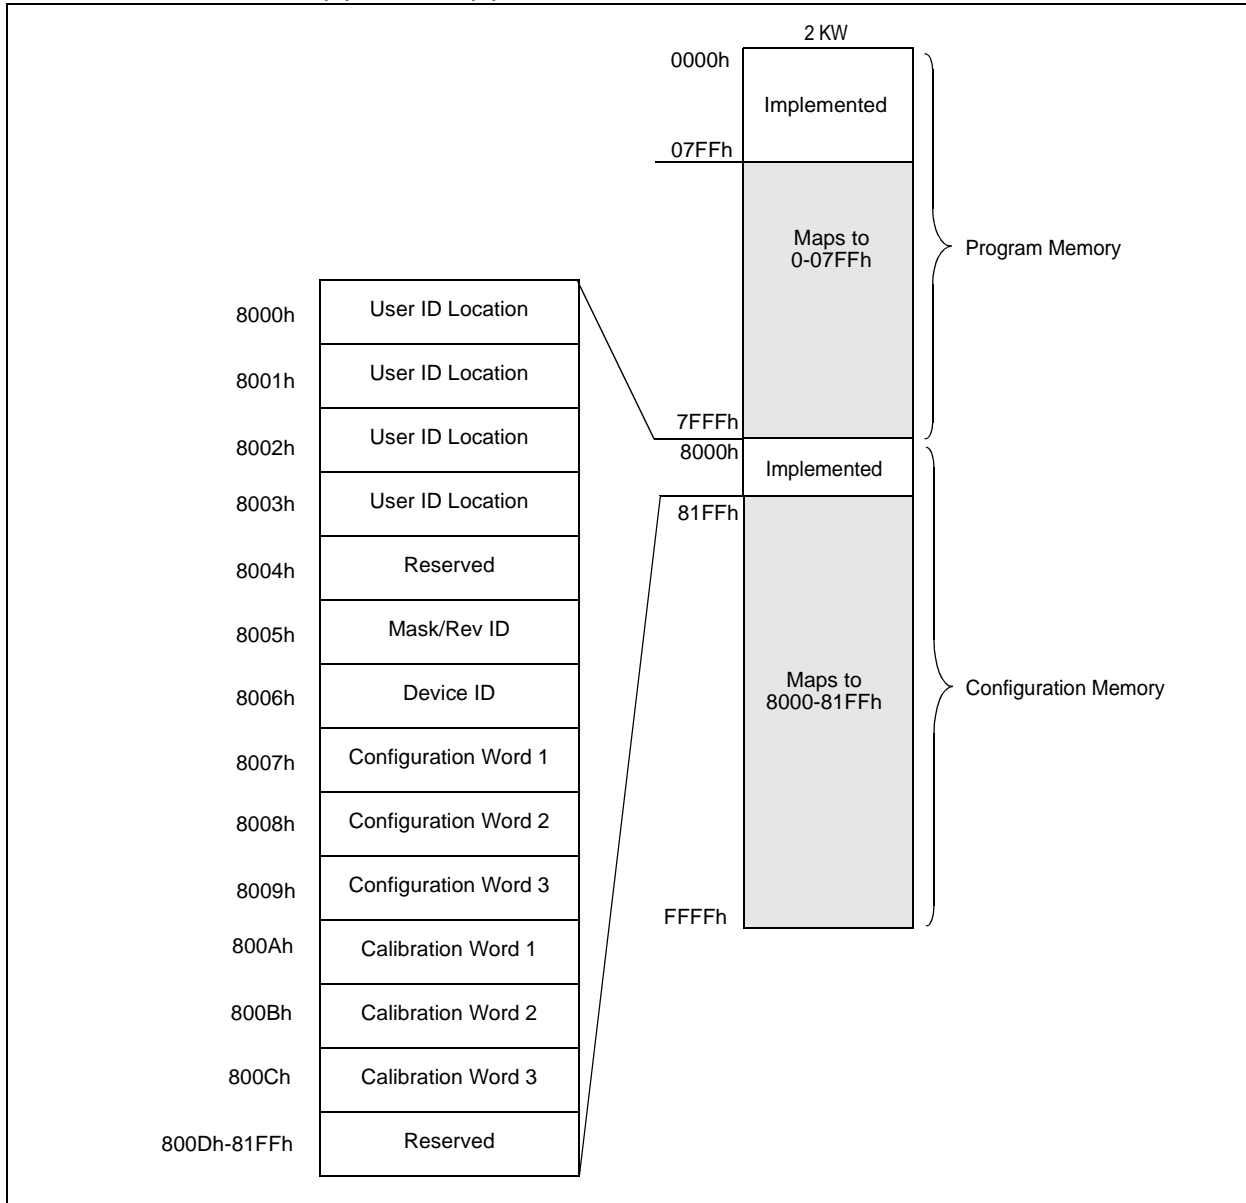 2 KW
0000h
Implemented
07FFh
Maps to
0-07FFh
Program Memory
7FFFh
8000h
Implemented
81FFh
Maps to
8000-81FFh
Configuration Memory
FFFFh
8000h User ID Location
8001h User ID Location
8002h User ID Location
8003h User ID Location
8004h Reserved
8005h Mask/Rev ID
8006h Device ID
8007h Configuration Word 1
8008h Configuration Word 2
8009h Configuration Word 3
800Ah Calibration Word 1
800Bh Calibration Word 2
800Ch Calibration Word 3
800Dh-81FFh Reserved